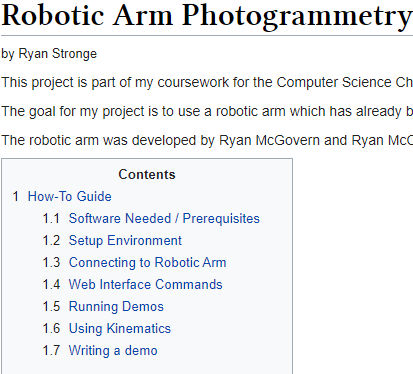 Robotic Arm Photogrammetry
by Ryan Stronge
This project is part of my coursework for the Computer Science
The goal for my project is to use a robotic arm which has already
The robotic arm was developed by Ryan McGovern and Ryan
Contents
1 How-To Guide
1.1 Software Needed / Prerequisites
1.2 Setup Environment
1.3 Connecting to Robotic Arm
1.4 Web Interface Commands
1.5 Running Demos
1.6 Using Kinematics
1.7 Writing a demo